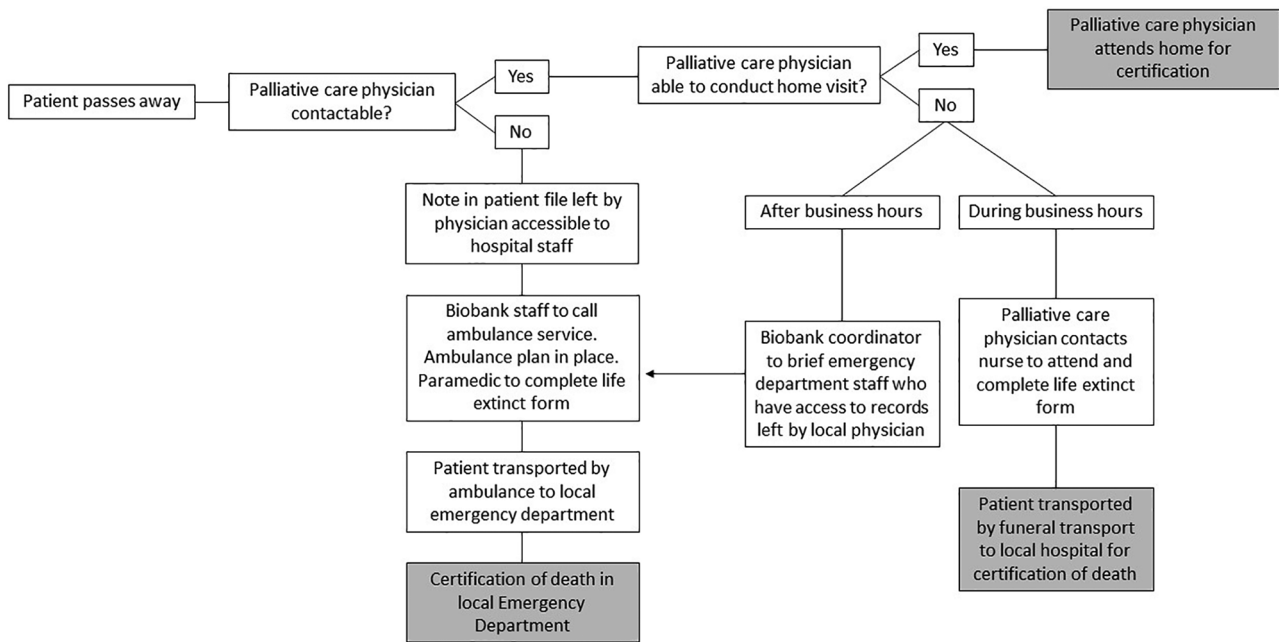 Patient passes away
Palliative care physician
contactable?
Yes
No
Palliative care physician
able to conduct home visit?
Yes
No
Palliative care physician
attends home for
certification
Note in patient file left by
physician accessible to
hospital staff
After business hours
During business hours
Biobank staff to call
ambulance service.
Ambulance plan in place.
Paramedic to complete life
extinct form
Biobank coordinator
to brief emergency
department staff who
have access to records
left by local physician
Palliative care
physician contacts
nurse to attend and
complete life extinct
form
Patient transported by
ambulance to local
emergency department
Patient transported
by funeral transport
to local hospital for
certification of death
Certification of death in
local Emergency
Department